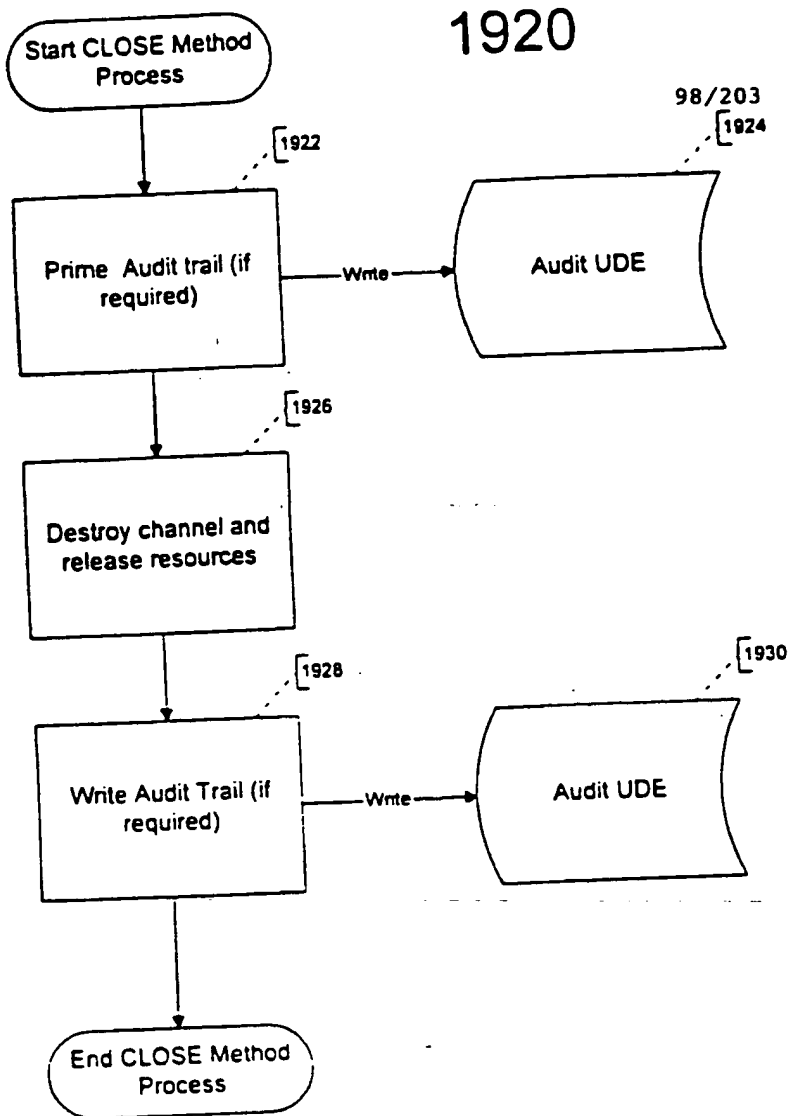 1920
Start CLOSE Method
Process
98/203
1922
1924
Prime Audit trail (if
required)
Write
Audit UDE
1926
Destroy channel and
release resources
1928
1930
Write Audit Trail (if
required)
Write
Audit UDE
End CLOSE Method
Process